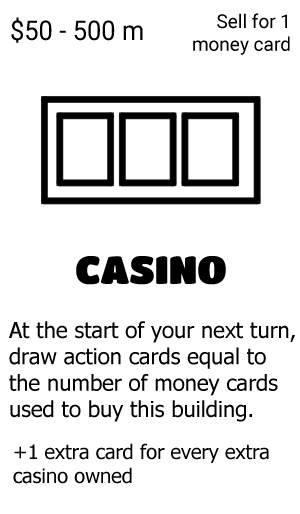 $50 - 500 m
Sell for 1
money card
CASINO
At the start of your next turn,
draw action cards equal to
the number of money cards
used to buy this building.
+1 extra card for every extra
casino owned